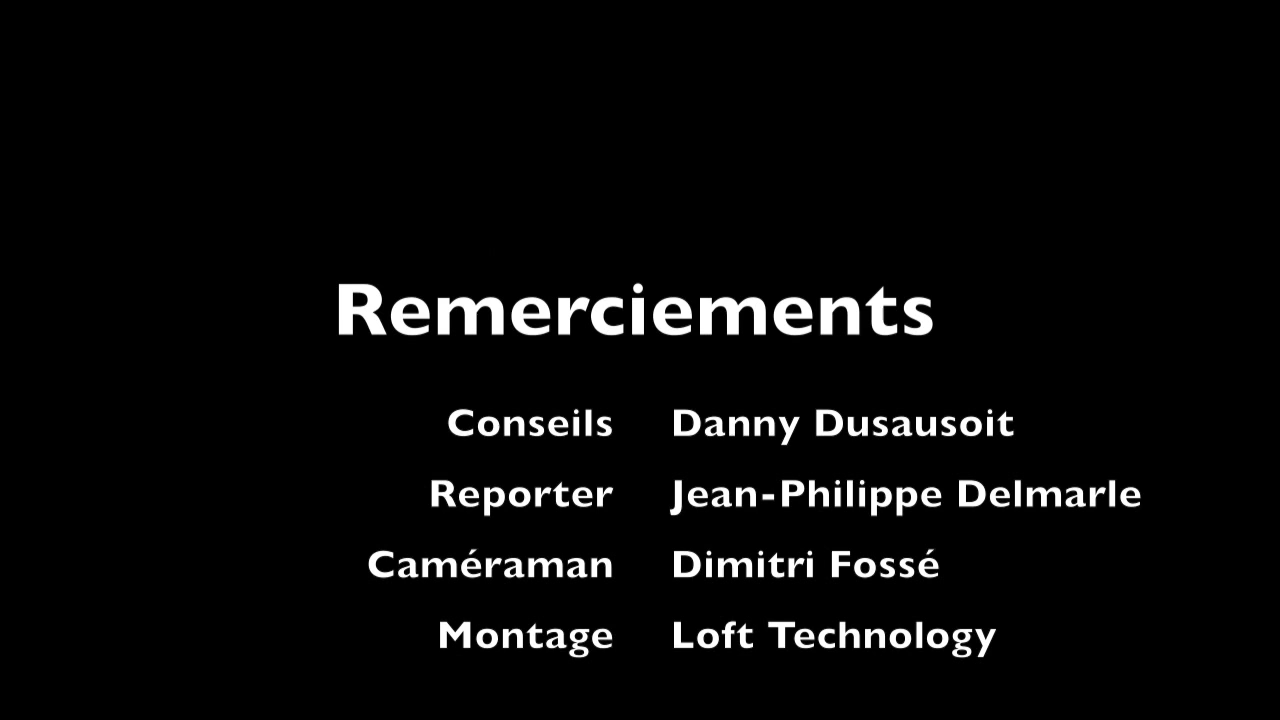 Remerciements
Conseils Danny Dusausoit
Reporter Jean-Philippe Delmarle
Caméraman Dimitri Fossé
Montage Loft Technology